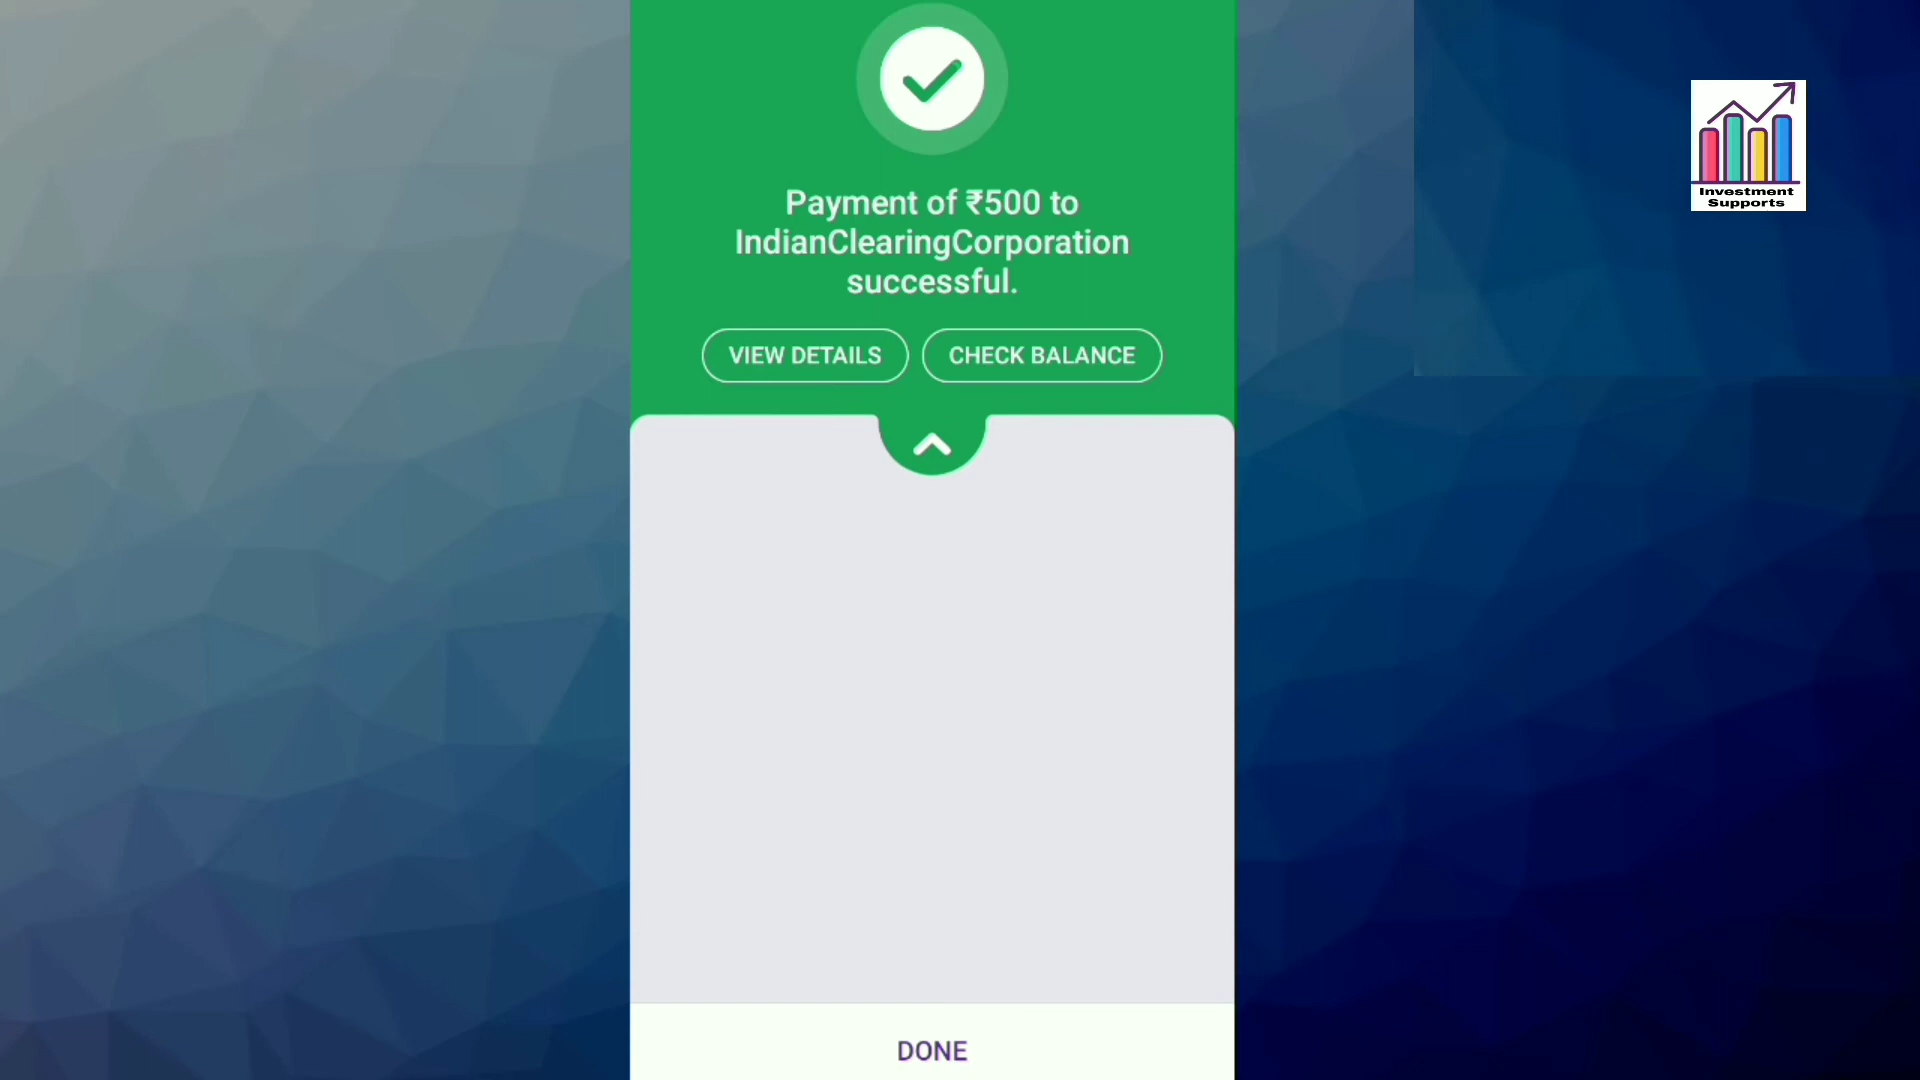 Payment of ₹500 to
IndianClearingCorporation
successful.
VIEW DETAILS
CHECK BALANCE
DONE
Investment
Supports